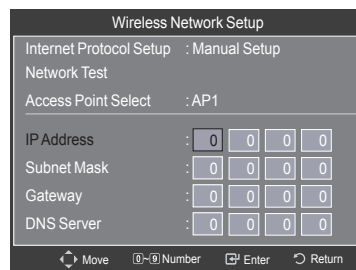 Wireless Network Setup
Internet Protocol Setup : Manual Setup
Network Test
Access Point Select : AP1
IP Address : 0 0 0 0
Subnet Mask : 0 0 0 0
Gateway : 0 0 0 0
DNS Server : 0 0 0 0
Move 0~9 Number Enter Return